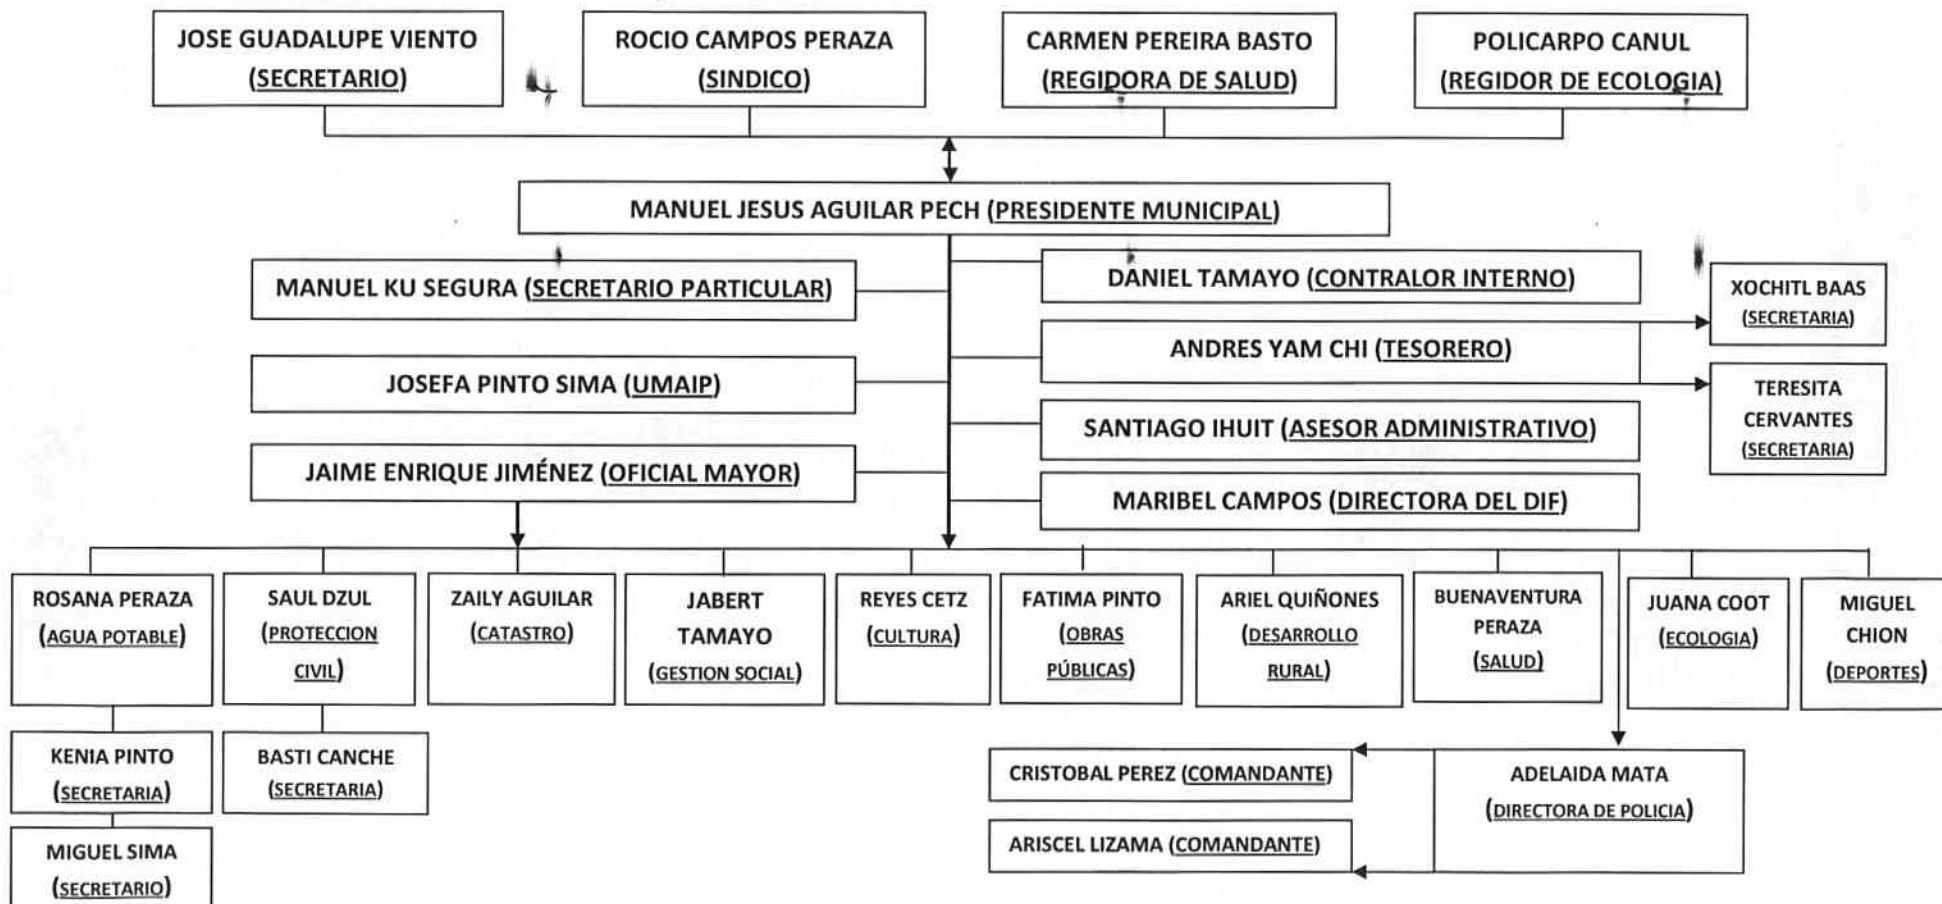 JOSE GUADALUPE VIENTO
(SECRETARIO)
ROCIO CAMPOS PERAZA
(SINDICO)
CARMEN PEREIRA BASTO
(REGIDORA DE SALUD)
POLICARPO CANUL
(REGIDOR DE ECOLOGIA)
MANUEL JESUS AGUILAR PECH (PRESIDENTE MUNICIPAL)
MANUEL KU SEGURA (SECRETARIO PARTICULAR)
JOSEFA PINTO SIMA (UMAIP)
JAIME ENRIQUE JIMÉNEZ (OFICIAL MAYOR)
DANIEL TAMAYO (CONTRALOR INTERNO)
ANDRES YAM CHI (TESORERO)
SANTIAGO IHUIT (ASESOR ADMINISTRATIVO)
MARIBEL CAMPOS (DIRECTORA DEL DIF)
XOCHITL BAAS
(SECRETARIA)
TERESITA
CERVANTES
(SECRETARIA)
ROSANA PERAZA
(AGUA POTABLE)
SAUL DZUL
(PROTECCION
CIVIL)
ZAILY AGUILAR
(CATASTRO)
JABERT
TAMAYO
(GESTION SOCIAL)
REYES CETZ
(CULTURA)
FATIMA PINTO
(OBRAS
PÚBLICAS)
ARIEL QUIÑONES
(DESARROLLO
RURAL)
BUENAVENTURA
PERAZA
(SALUD)
JUANA COOT
(ECOLOGIA)
MIGUEL
CHION
(DEPORTES)
KENIA PINTO
(SECRETARIA)
BASTI CANCHE
(SECRETARIA)
MIGUEL SIMA
(SECRETARIO)
CRISTOBAL PEREZ (COMANDANTE)
ARISCEL LIZAMA (COMANDANTE)
ADELAIDA MATA
(DIRECTORA DE POLICIA)